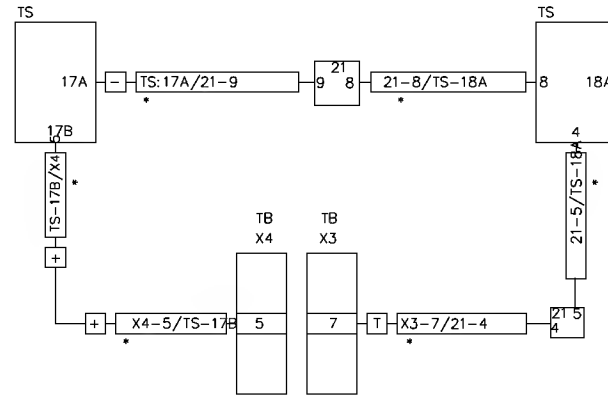 TS
TS
21
17A
-
TS:17A/21-9
9
8
21-8/TS-18A
8
18A
*
*
17B
5
4
TS-17B/X4
*
21-5/TS-18A
*
TB
X4
TB
X3
+
+
X4-5/TS-17B
5
7
T
X3-7/21-4
21
5
4
*
*